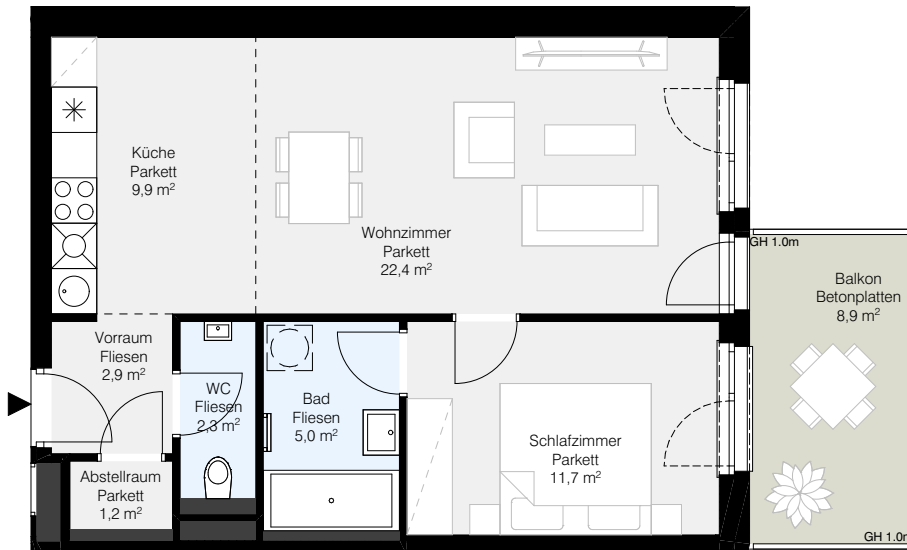 Küche
Parkett
9,9 m²
Wohnzimmer
Parkett
22,4 m²
GH 1.0m
Balkon
Betonplatten
8,9 m²
Vorraum
Fliesen
2,9 m²
WC
Fliesen
2,3 m²
Bad
Fliesen
5,0 m²
Schlafzimmer
Parkett
11,7 m²
Abstellraum
Parkett
1,2 m²
GH 1.0m